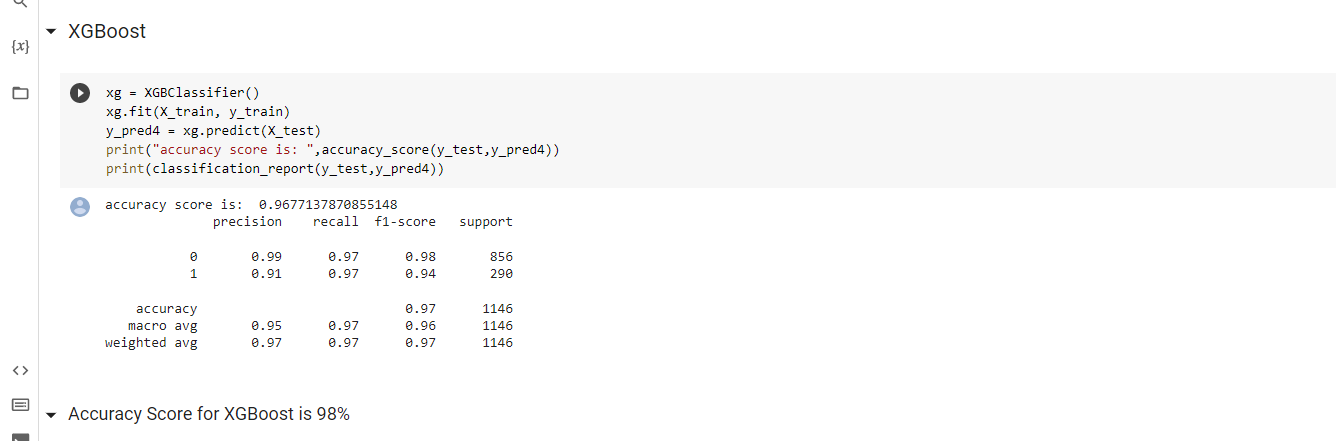 XGBoost
{x}
xg = XGBClassifier()
xg.fit(X_train, y_train)
y_pred4 = xg.predict(X_test)
print("accuracy score is: ",accuracy_score(y_test,y_pred4))
print(classification_report(y_test,y_pred4))
accuracy score is:  0.9677137870855148
precision recall f1-score support
0 0.99 0.97 0.98 856
1 0.91 0.97 0.94 290
accuracy 0.97 1146
macro avg 0.95 0.97 0.96 1146
weighted avg 0.97 0.97 0.97 1146
Accuracy Score for XGBoost is 98%